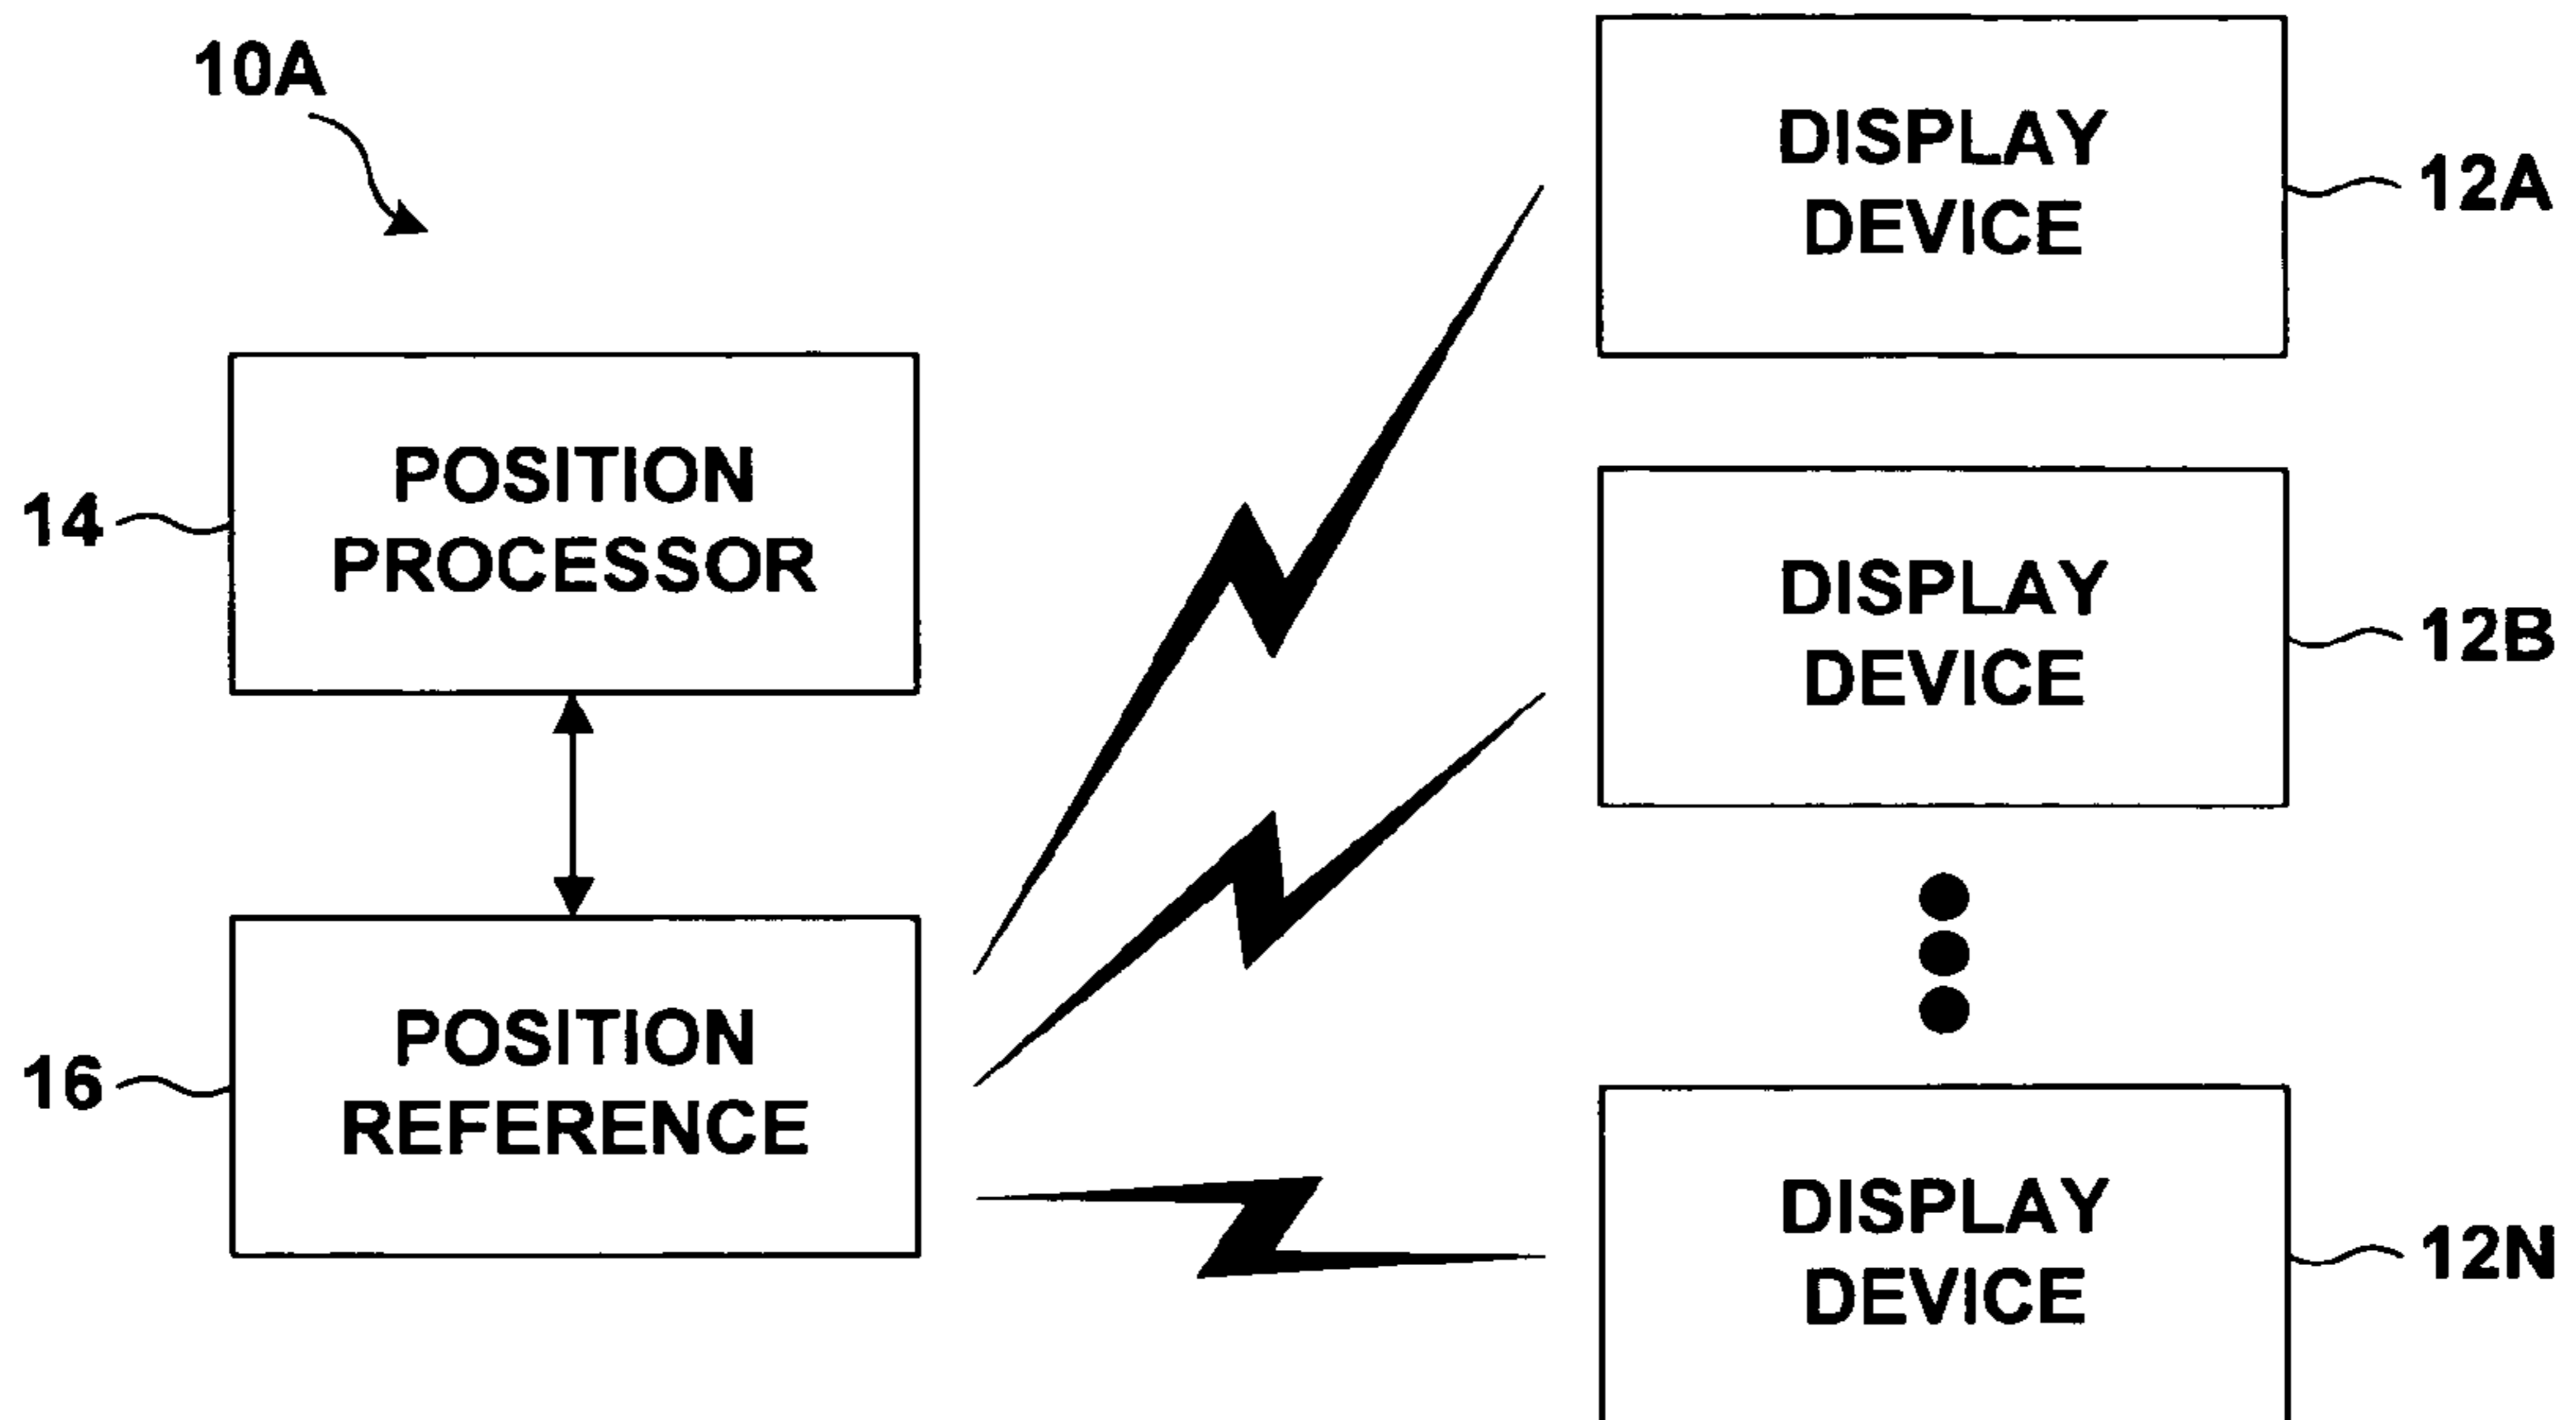 10A
DISPLAY
DEVICE
12A
POSITION
PROCESSOR
14
DISPLAY
DEVICE
12B
POSITION
REFERENCE
16
DISPLAY
DEVICE
12N